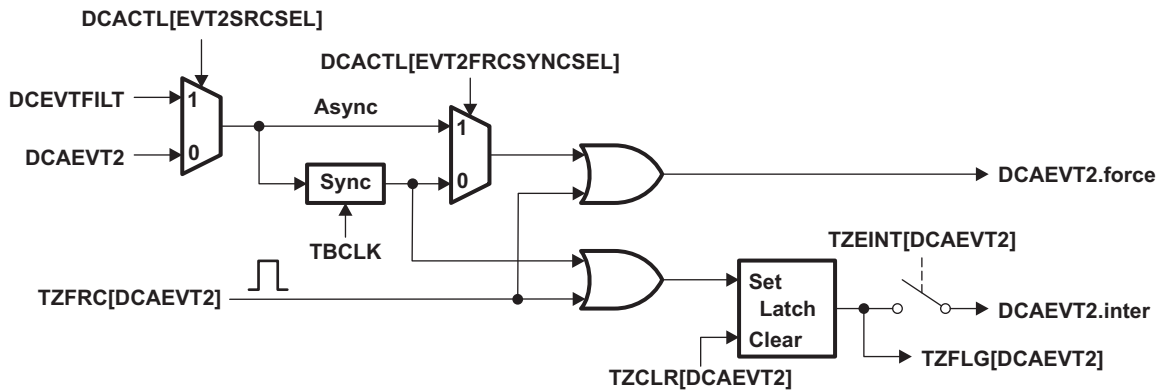 DCACTL[EVT2SRCSEL]
DCACTL[EVT2FRCSYNCSEL]
DCEVTFILT
1
Async
1
DCAEVT2
0
Sync
0
DCAEVT2.force
TBCLK
TZEINT[DCAEVT2]
TZFRC[DCAEVT2]
Set
Latch
DCAEVT2.inter
Clear
TZFLG[DCAEVT2]
TZCLR[DCAEVT2]